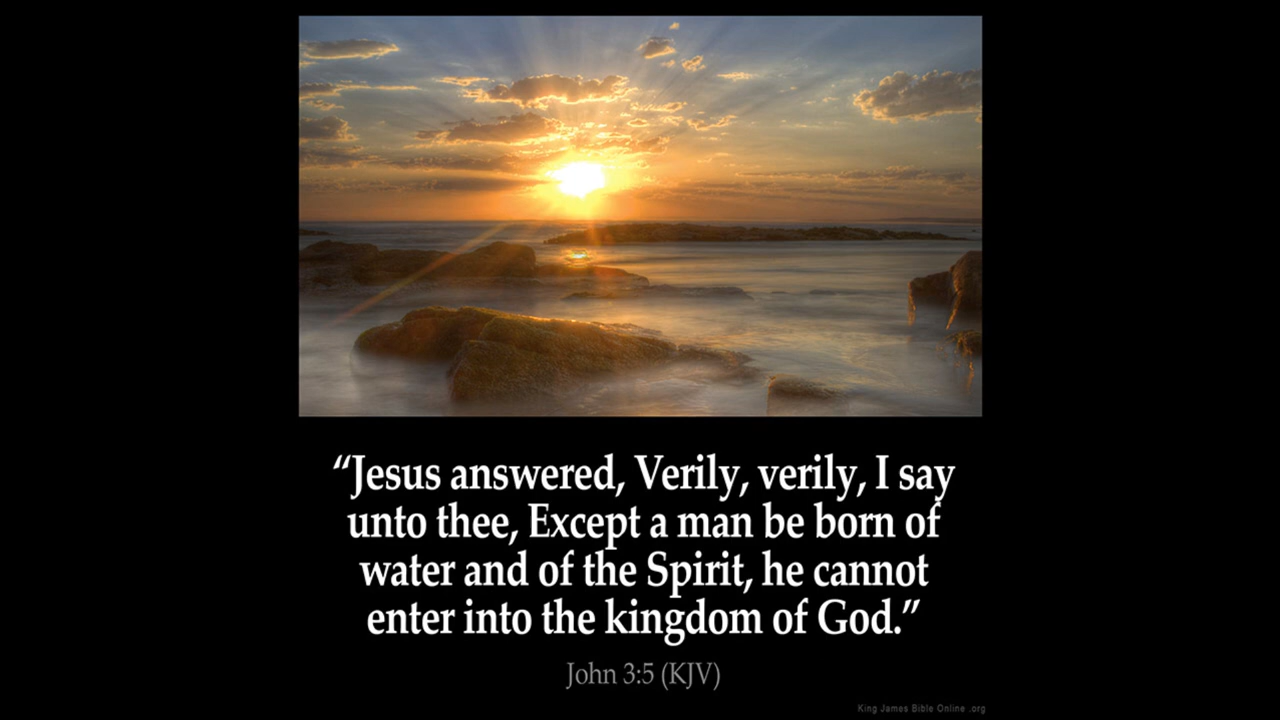 “Jesus answered, Verily, verily, I say
unto thee, Except a man be born of
water and of the Spirit, he cannot
enter into the kingdom of God.”
John 3:5 (KJV)
King James Bible Online .org